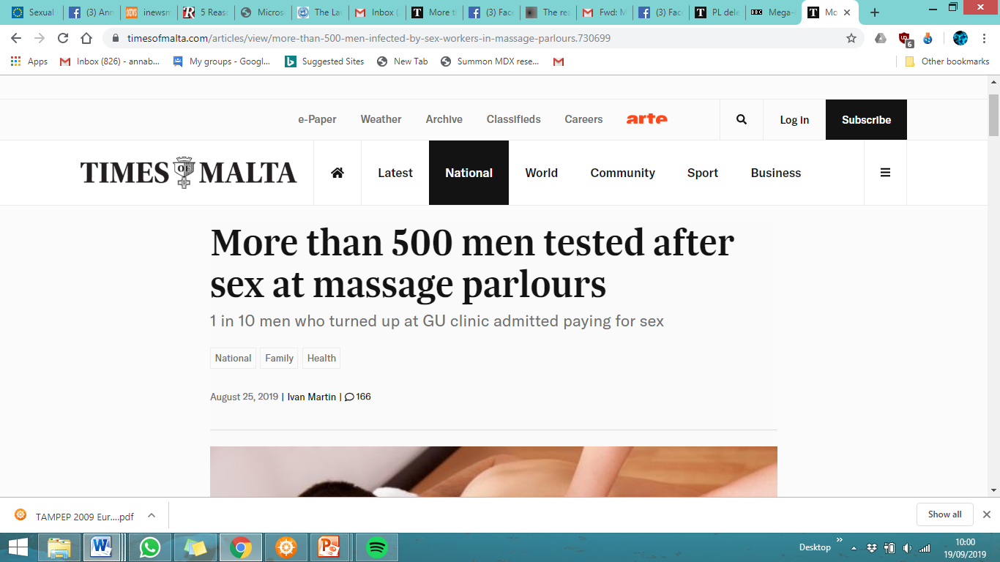 Sexual
(3) Ann
inewsm
5 Reaso
Micros
The La
Inbox (
More t
(3) Face
The rea
Fwd: M
(3) Face
PL dele
BBC Mega-
Mo
timesofmalta.com/articles/view/more-than-500-men-infected-by-sex-workers-in-massage-parlours.730699
6
Apps Inbox (826) - annab... My groups - Googl... Suggested Sites New Tab Summon MDX rese... Other bookmarks
e-Paper Weather Archive Classifieds Careers arte Log in Subscribe
TIMES OF MALTA Latest National World Community Sport Business
More than 500 men tested after
sex at massage parlours
1 in 10 men who turned up at GU clinic admitted paying for sex
National Family Health
August 25, 2019 | Ivan Martin | 166
TAMPEP 2009 Eur....pdf Show all
Desktop
10:00
19/09/2019